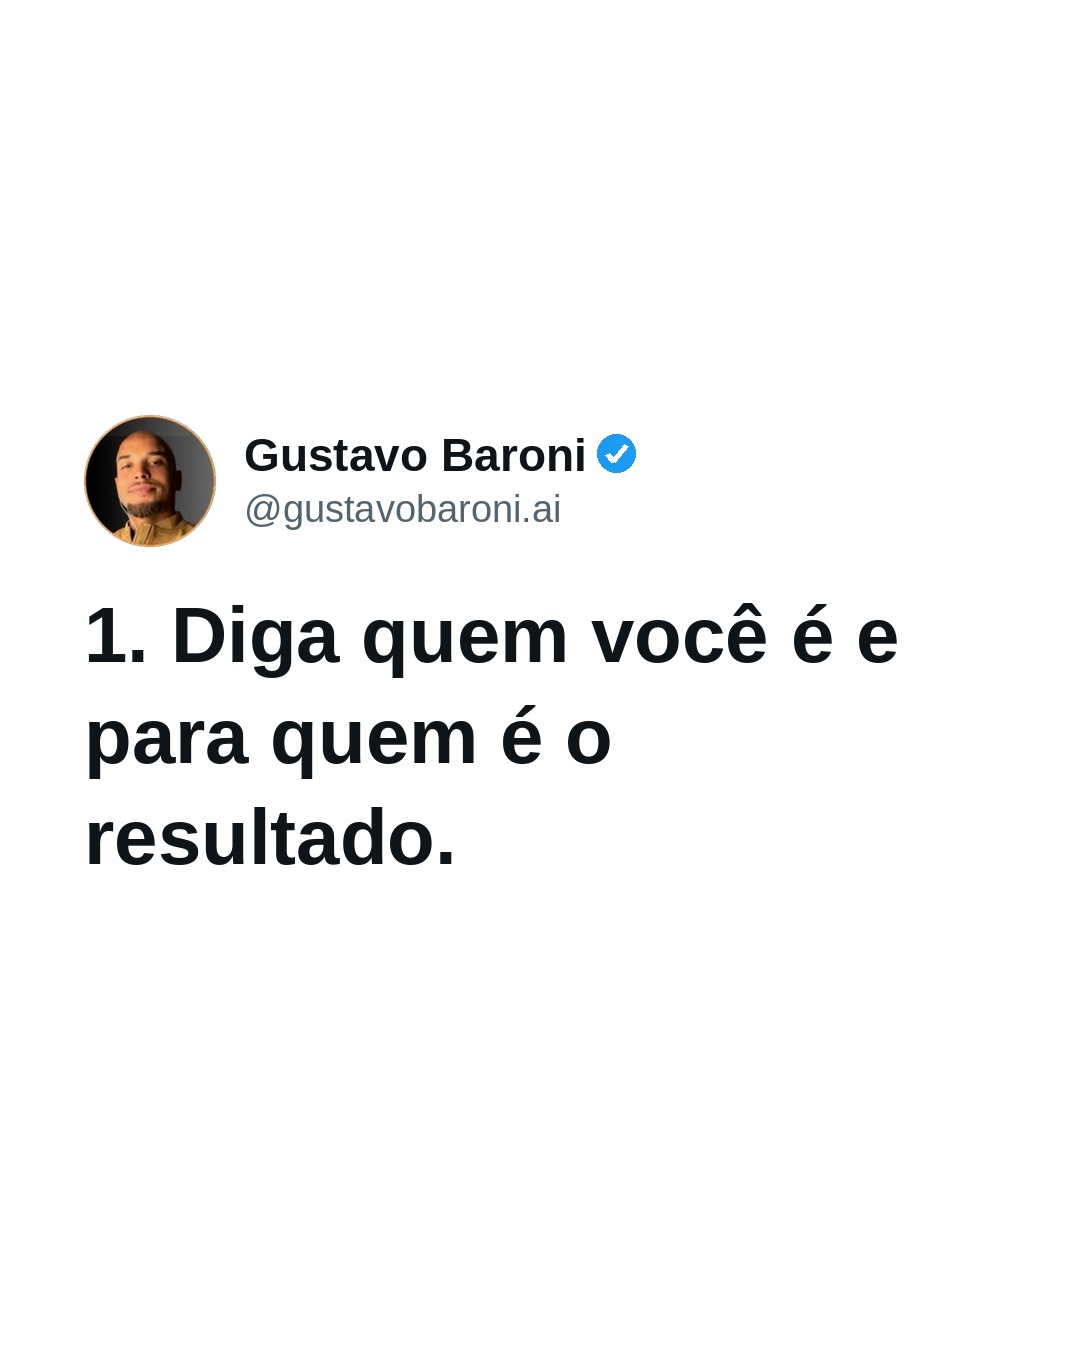 Gustavo Baroni
@gustavobaroni.ai
1. Diga quem você é e
para quem é o
resultado.